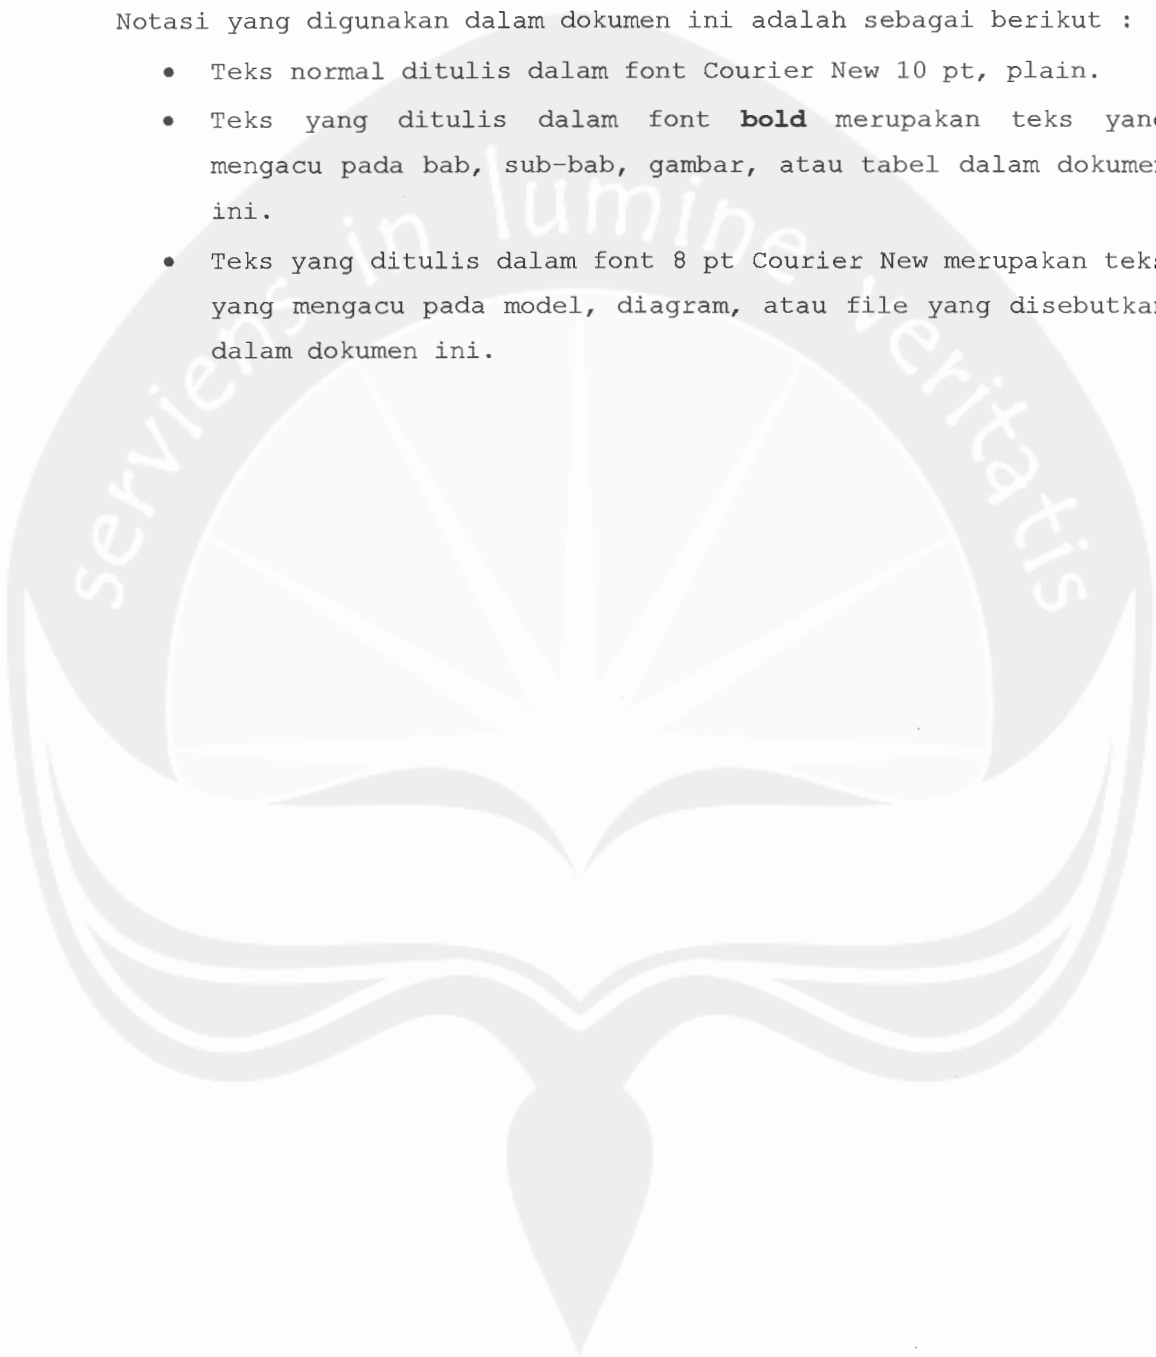 Notasi yang digunakan dalam dokumen ini adalah sebagai berikut :
• Teks normal ditulis dalam font Courier New 10 pt, plain.
• Teks yang ditulis dalam font bold merupakan teks yang
mengacu pada bab, sub-bab, gambar, atau tabel dalam dokumen
ini.
• Teks yang ditulis dalam font 8 pt Courier New merupakan teks
yang mengacu pada model, diagram, atau file yang disebutkan
dalam dokumen ini.
serviens in lumine veritatis